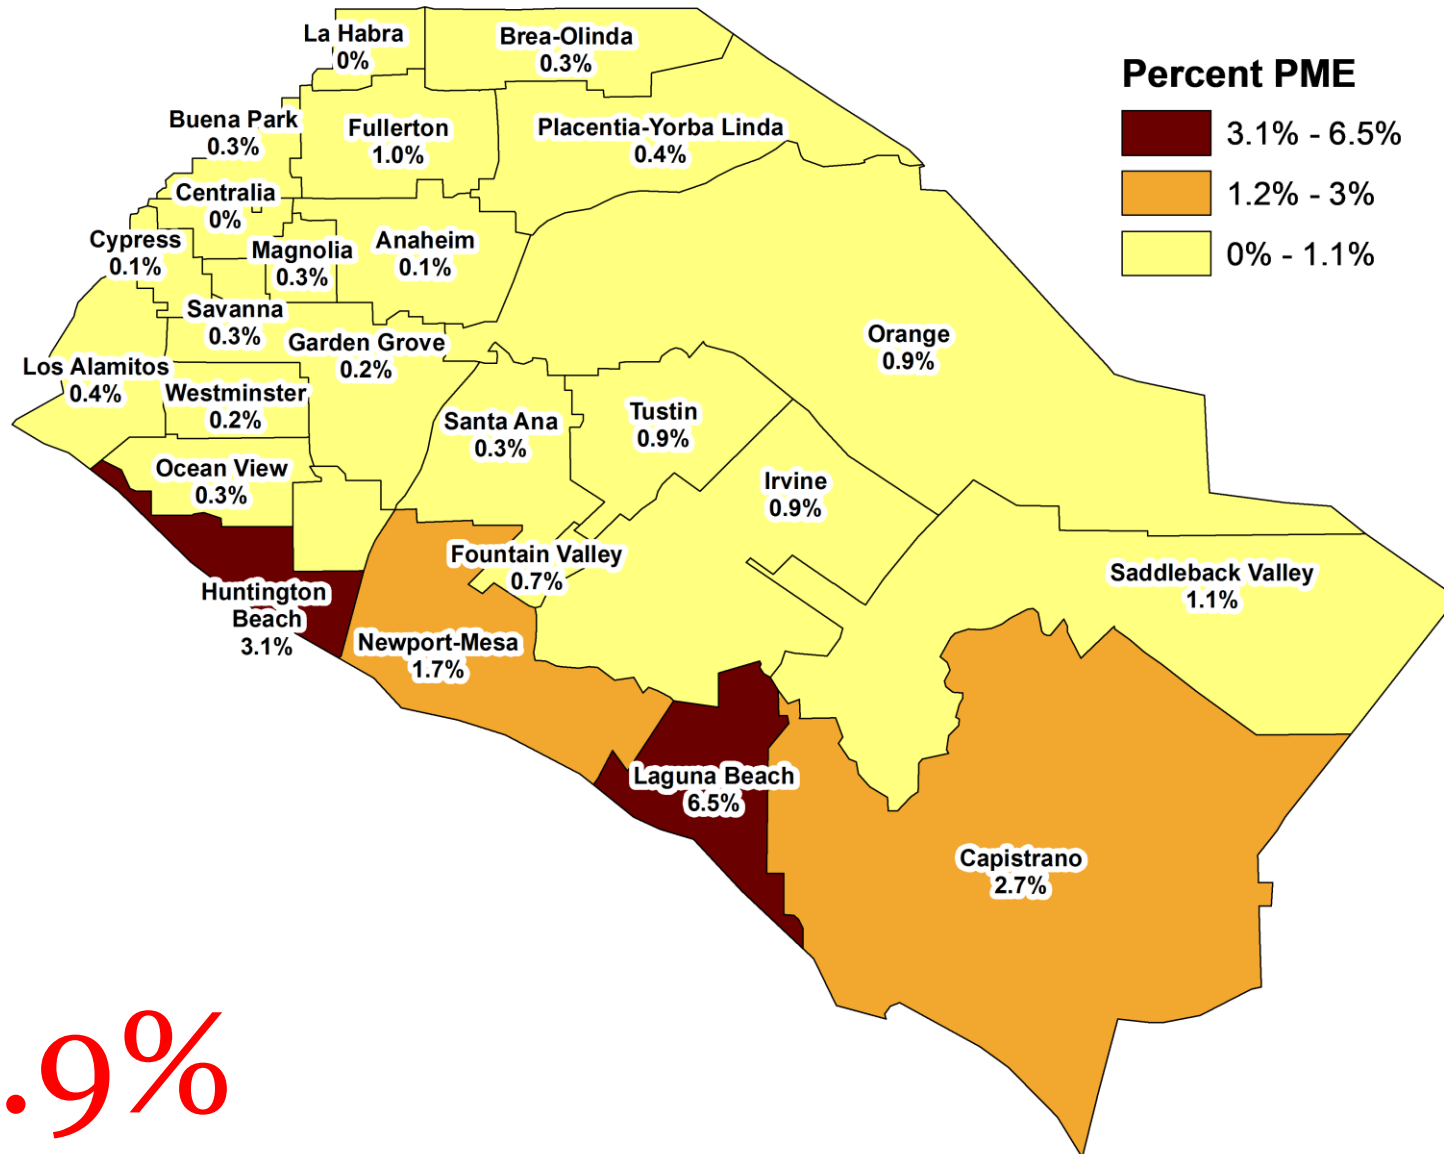 La Habra
0%
Brea-Olinda
0.3%
Percent PME
3.1% - 6.5%
1.2% - 3%
0% - 1.1%
Buena Park
0.3%
Fullerton
1.0%
Placentia-Yorba Linda
0.4%
Centralia
0%
Cypress
0.1%
Magnolia
0.3%
Anaheim
0.1%
Savanna
0.3%
Garden Grove
0.2%
Orange
0.9%
Los Alamitos
0.4%
Westminster
0.2%
Santa Ana
0.3%
Tustin
0.9%
Ocean View
0.3%
Irvine
0.9%
Fountain Valley
0.7%
Saddleback Valley
1.1%
Huntington
Beach
3.1%
Newport-Mesa
1.7%
Laguna Beach
6.5%
Capistrano
2.7%
.9%